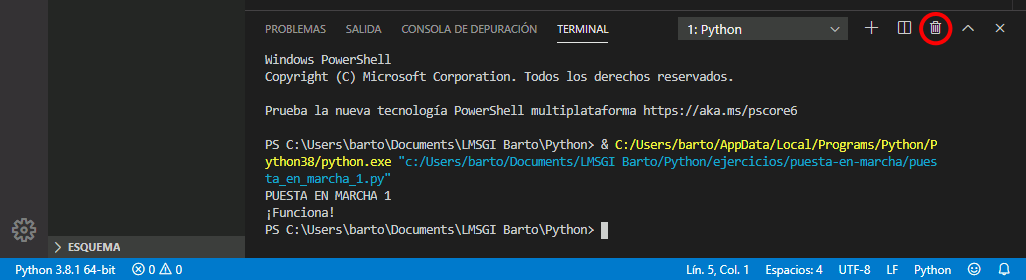 PROBLEMAS SALIDA CONSOLA DE DEPURACIÓN TERMINAL 1: Python
Windows PowerShell
Copyright (C) Microsoft Corporation. Todos los derechos reservados.
Prueba la nueva tecnología PowerShell multiplataforma https://aka.ms/pscore6
PS C:\Users\barto\Documents\LMSGI Barto\Python> & C:/Users/barto/AppData/Local/Programs/Python/P
ython38/python.exe "c:/Users/barto/Documents/LMSGI Barto/Python/ejercicios/puesta-en-marcha/pues
ta_en_marcha_1.py"
PUESTA EN MARCHA 1
¡Funciona!
PS C:\Users\barto\Documents\LMSGI Barto\Python>
ESQUEMA
Python 3.8.1 64-bit 0 0 Lín. 5, Col. 1 Espacios: 4 UTF-8 LF Python